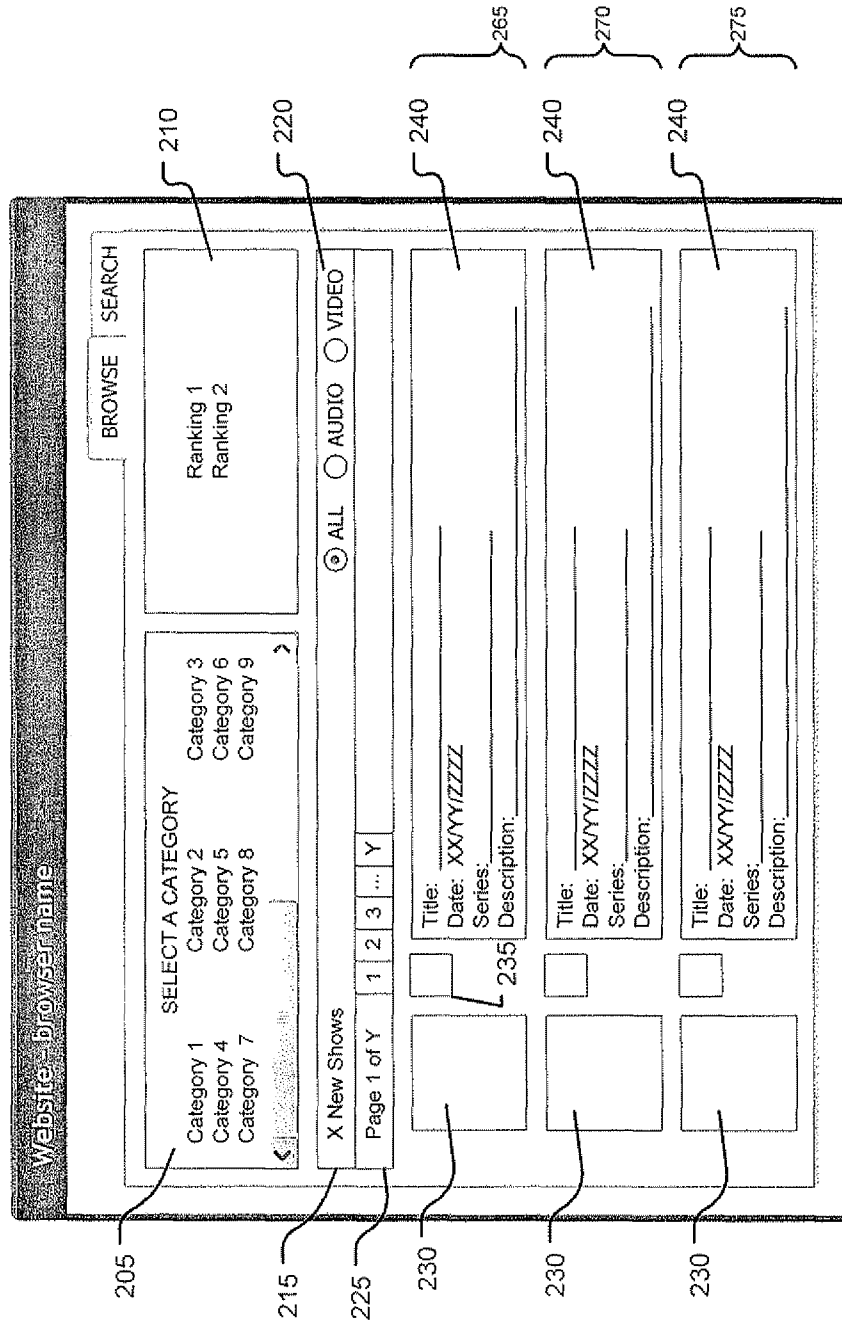 Website - browser name
BROWSE SEARCH
SELECT A CATEGORY
Category 1 Category 2 Category 3
Category 4 Category 5 Category 6
Category 7 Category 8 Category 9
Ranking 1
Ranking 2
X New Shows ALL AUDIO VIDEO
Page 1 of Y 1 2 3 ... Y
Title:
Date: XX/YY/ZZZZ
Series:
Description:
Title:
Date: XX/YY/ZZZZ
Series:
Description:
Title:
Date: XX/YY/ZZZZ
Series:
Description:
205
215
225
230
230
230
235
210
220
240
240
240
265
270
275